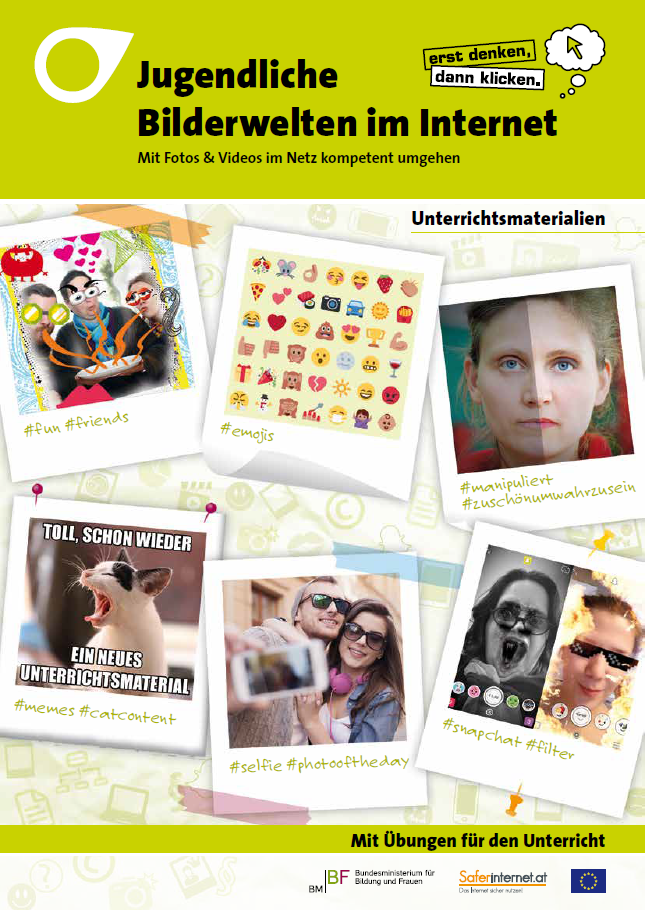 erst denken,
dann klicken.
Jugendliche
Bilderwelten im Internet
Mit Fotos & Videos im Netz kompetent umgehen
Unterrichtsmaterialien
#fun #friends
#emojis
#manipuliert
#zuschönumwahrzusein
TOLL, SCHON WIEDER
EIN NEUES
UNTERRICHTSMATERIAL
#memes #catcontent
#selfie #photooftheday
#snapchat #filter
Mit Übungen für den Unterricht
BM BF
Bundesministerium für
Bildung und Frauen
Saferinternet.at
Das Internet sicher nutzen!